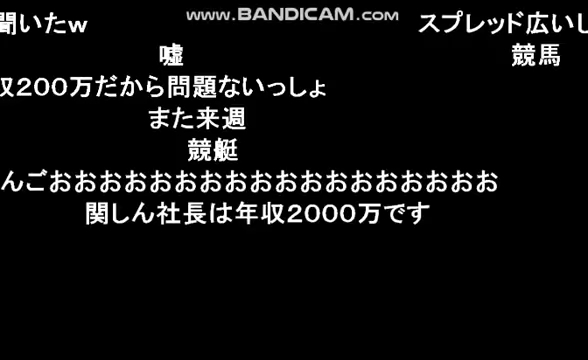 www.BANDICAM.com
聞いたw
スプレッド広いし
嘘
競馬
収200万だから問題ないっしょ
また来週
競艇
んごおおおおおおおおおおおおおおおおおお
関しん社長は年収2000万です